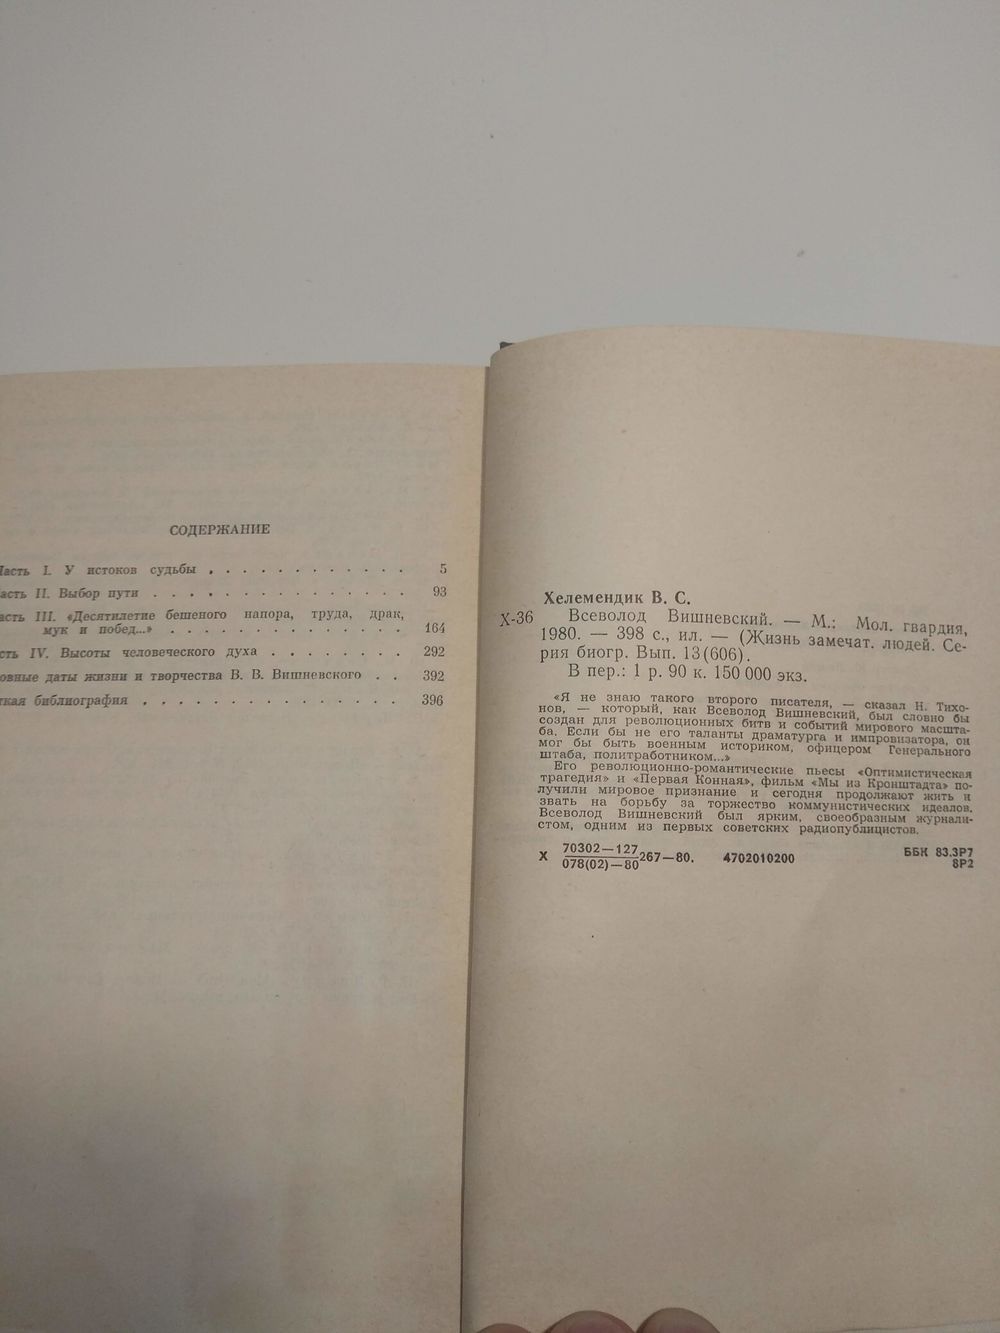 СОДЕРЖАНИЕ
Часть I. У истоков судьбы . . . . . . . . . . . . 5
асть II. Выбор пути . . . . . . . . . . . . . . 93
асть III. «Десятилетие бешеного напора, труда, драк,
мук и побед...» . . . . . . . . . . . . . 164
сть IV. Высоты человеческого духа . . . . . . . . 292
овные даты жизни и творчества В. В. Вишневского . . 392
ткая библиография . . . . . . . . . . . . . . 396
Хелемендик В. С.
Х-36 Всеволод Вишневский. — М.: Мол. гвардия,
1980. — 398 с., ил. — (Жизнь замечат. людей. Се-
рия биогр. Вып. 13(606).
В пер.: 1 р. 90 к. 150 000 экз.
«Я не знаю такого второго писателя, — сказал Н. Тихо-
нов, — который, как Всеволод Вишневский, был словно бы
создан для революционных битв и событий мирового масшта-
ба. Если бы не его таланты драматурга и импровизатора, он
мог бы быть военным историком, офицером Генерального
штаба, политработником...»
Его революционно-романтические пьесы «Оптимистическая
трагедия» и «Первая Конная», фильм «Мы из Кронштадта» по-
лучили мировое признание и сегодня продолжают жить и
звать на борьбу за торжество коммунистических идеалов.
Всеволод Вишневский был ярким, своеобразным журнали-
стом, одним из первых советских радиопублицистов.
Х 70302—127 267—80. 4702010200 ББК 83.3Р7
078(02)—80 8Р2